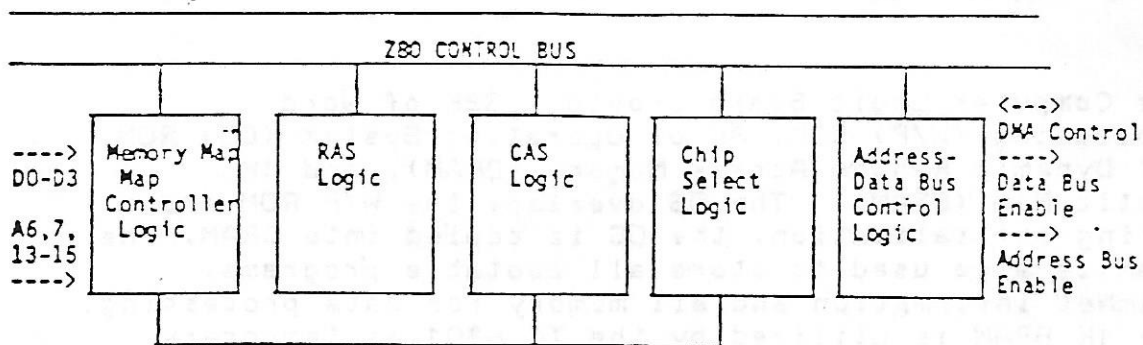 Z80 CONTROL BUS
---->
D0-D3
A6,7,
13-15
---->
Memory Map
Map
Controller
Logic
RAS
Logic
CAS
Logic
Chip
Select
Logic
Address-
Data Bus
Control
Logic
<--->
DMA Control
---->
Data Bus
Enable
---->
Address Bus
Enable